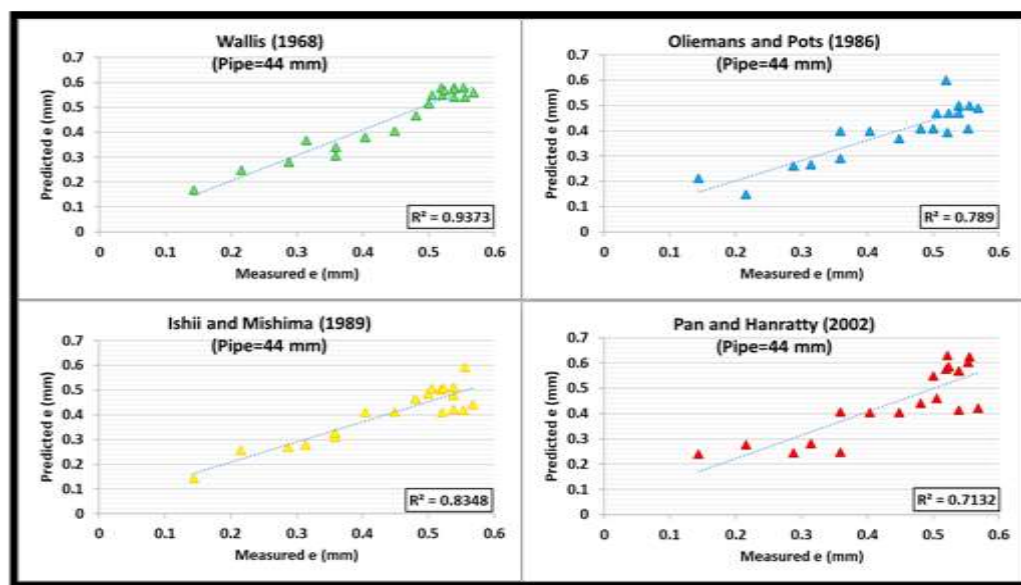 Wallis (1968)
(Pipe=44 mm)
Predicted e (mm)
0.7
0.6
0.5
0.4
0.3
0.2
0.1
0
R² = 0.9373
0 0.1 0.2 0.3 0.4 0.5 0.6
Measured e (mm)
Oliemans and Pots (1986)
(Pipe=44 mm)
Predicted e (mm)
0.7
0.6
0.5
0.4
0.3
0.2
0.1
0
R² = 0.789
0 0.1 0.2 0.3 0.4 0.5 0.6
Measured e (mm)
Ishii and Mishima (1989)
(Pipe=44 mm)
Predicted e (mm)
0.7
0.6
0.5
0.4
0.3
0.2
0.1
0
R² = 0.8348
0 0.1 0.2 0.3 0.4 0.5 0.6
Measured e (mm)
Pan and Hanratty (2002)
(Pipe=44 mm)
Predicted e (mm)
0.7
0.6
0.5
0.4
0.3
0.2
0.1
0
R² = 0.7132
0 0.1 0.2 0.3 0.4 0.5 0.6
Measured e (mm)